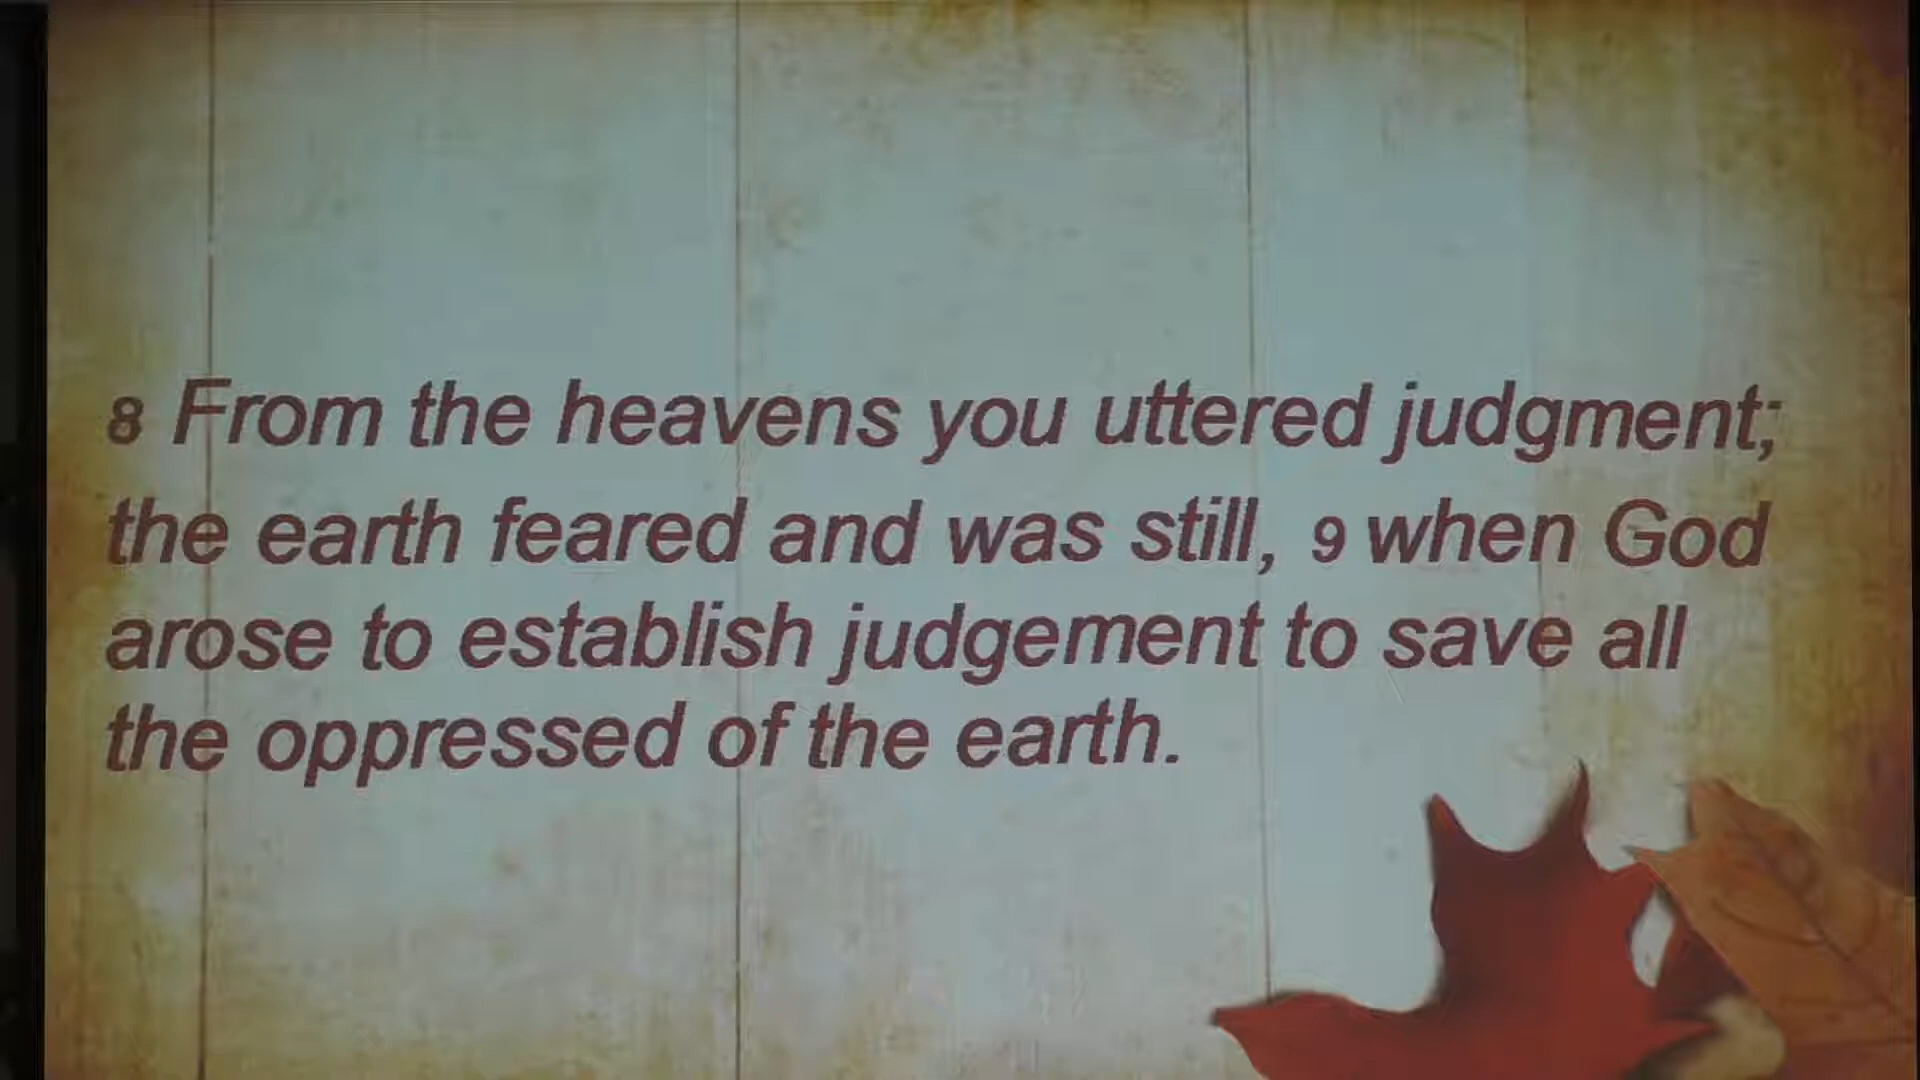 8 From the heavens you uttered judgment;
the earth feared and was still, 9 when God
arose to establish judgement to save all
the oppressed of the earth.